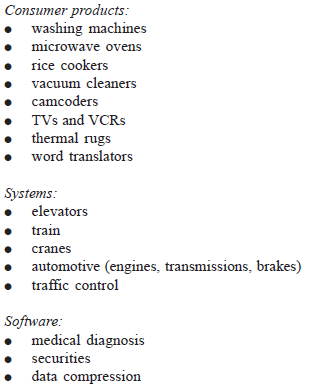 Consumer products:
● washing machines
● microwave ovens
● rice cookers
● vacuum cleaners
● camcoders
● TVs and VCRs
● thermal rugs
● word translators
Systems:
● elevators
● train
● cranes
● automotive (engines, transmissions, brakes)
● traffic control
Software:
● medical diagnosis
● securities
● data compression